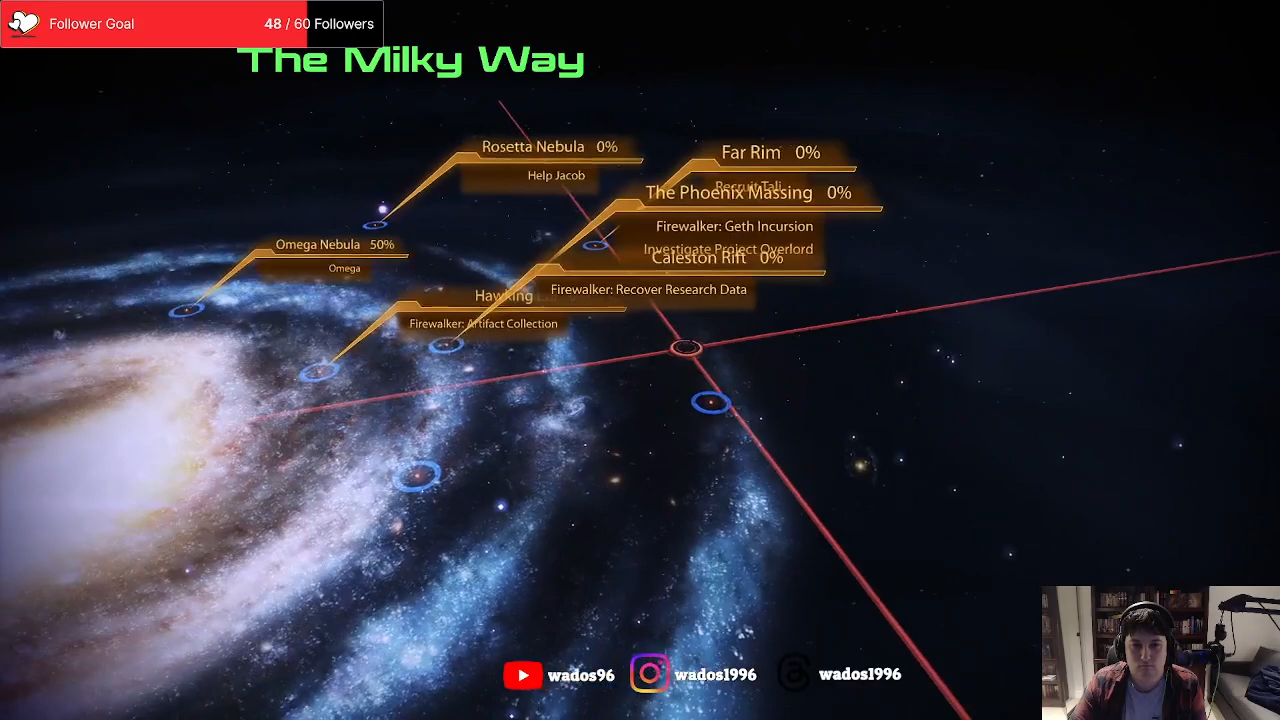 Follower Goal 48 / 60 Followers
The Milky Way
Rosetta Nebula 0%
Help Jacob
Far Rim 0%
Recruit Tali
The Phoenix Massing 0%
Firewalker: Geth Incursion
Investigate Project Overlord
Omega Nebula 50%
Omega
Caleston Rift 0%
Firewalker: Recover Research Data
Hawking
Firewalker: Artifact Collection
wados96 wados1996 wados1996